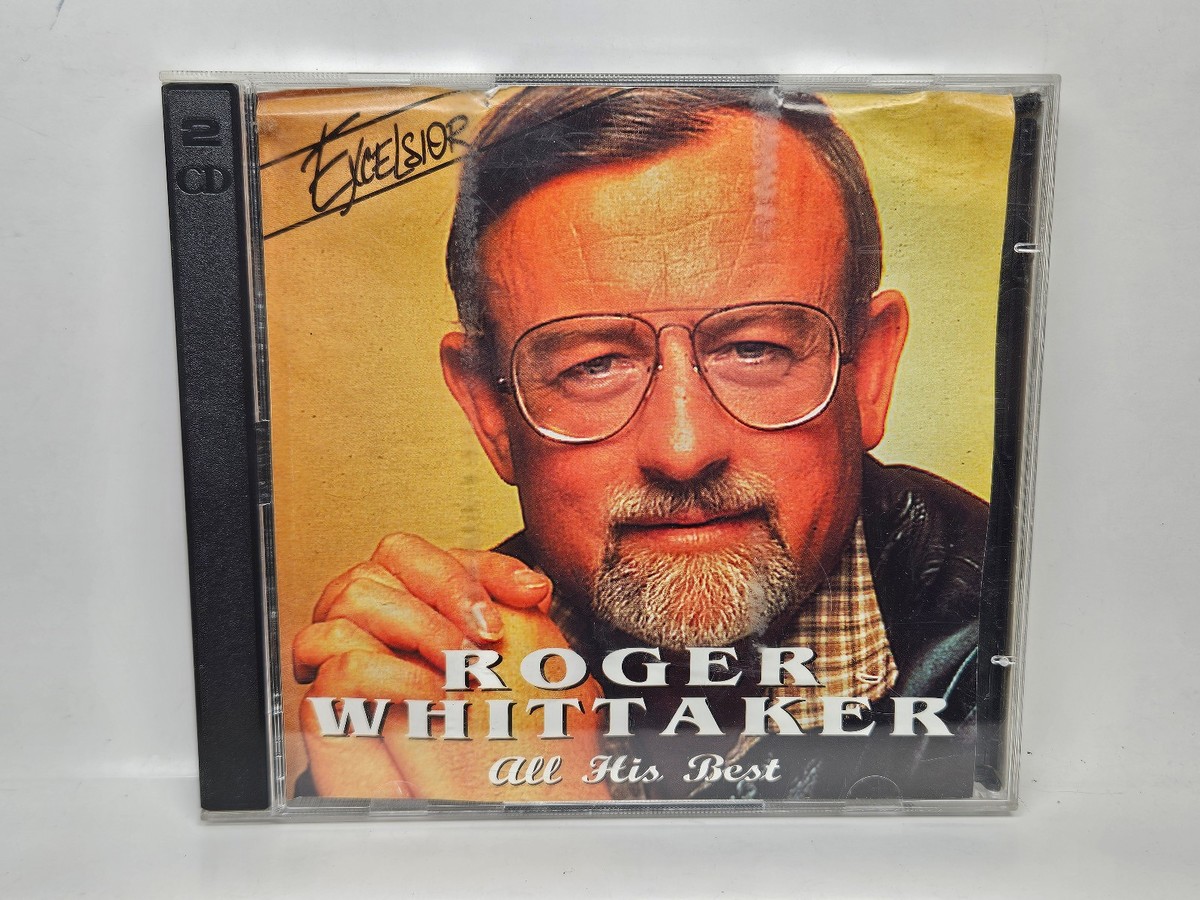 2
CD
EXCELSIOR
ROGER
WHITTAKER
All His Best